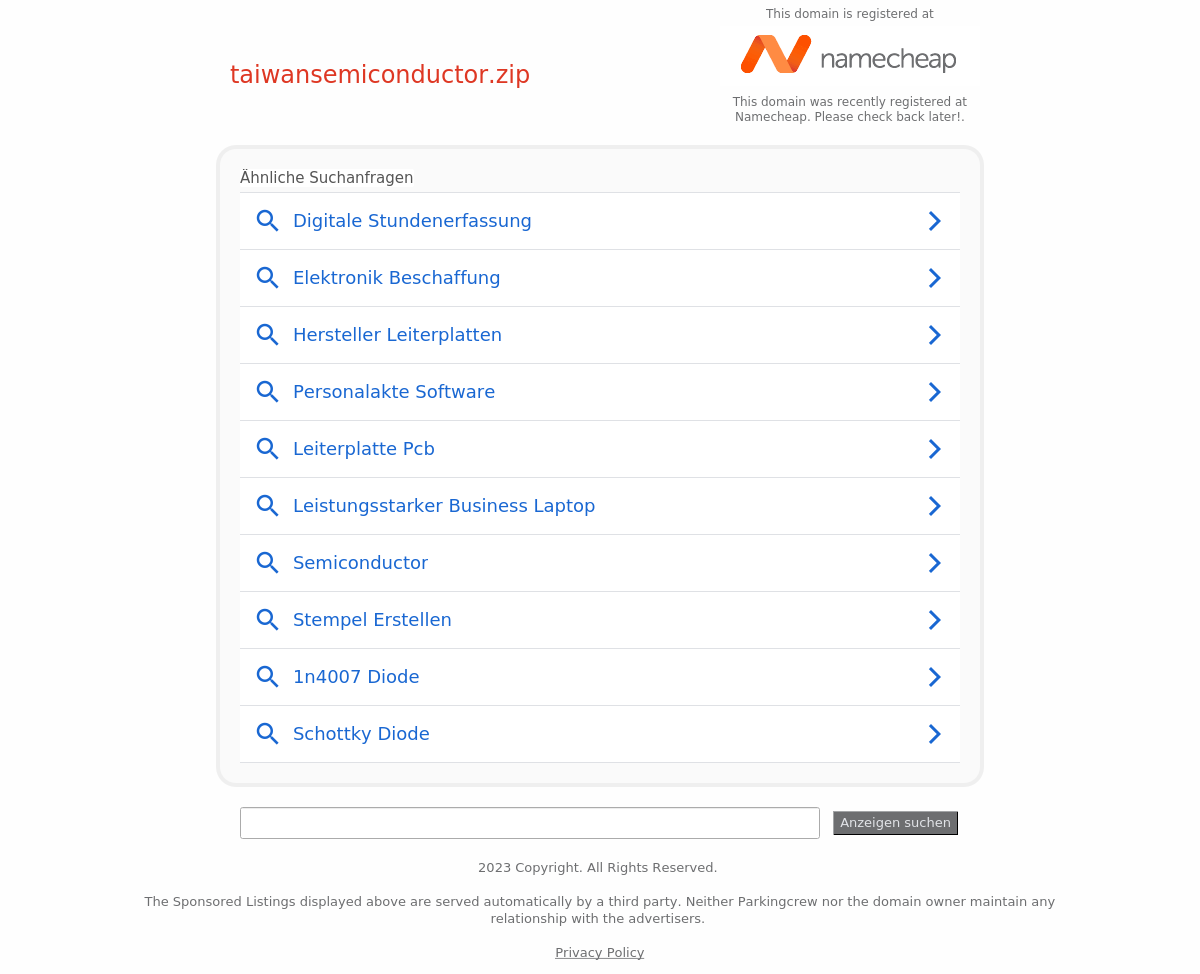 This domain is registered at
namecheap
taiwansemiconductor.zip
This domain was recently registered at
Namecheap. Please check back later!.
Ähnliche Suchanfragen
Digitale Stundenerfassung
Elektronik Beschaffung
Hersteller Leiterplatten
Personalakte Software
Leiterplatte Pcb
Leistungsstarker Business Laptop
Semiconductor
Stempel Erstellen
1n4007 Diode
Schottky Diode
Anzeigen suchen
2023 Copyright. All Rights Reserved.
The Sponsored Listings displayed above are served automatically by a third party. Neither Parkingcrew nor the domain owner maintain any
relationship with the advertisers.
Privacy Policy